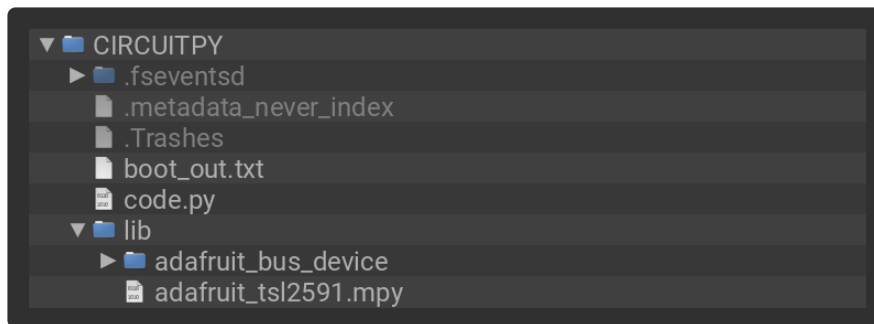 CIRCUITPY
.fseventsd
.metadata_never_index
.Trashes
boot_out.txt
code.py
lib
adafruit_bus_device
adafruit_tsl2591.mpy